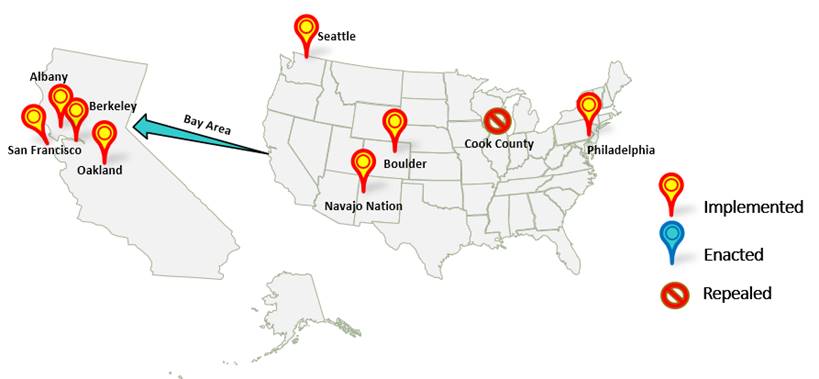 Seattle
Albany
Berkeley
Bay Area
San Francisco
Oakland
Boulder
Cook County
Philadelphia
Navajo Nation
Implemented
Enacted
Repealed